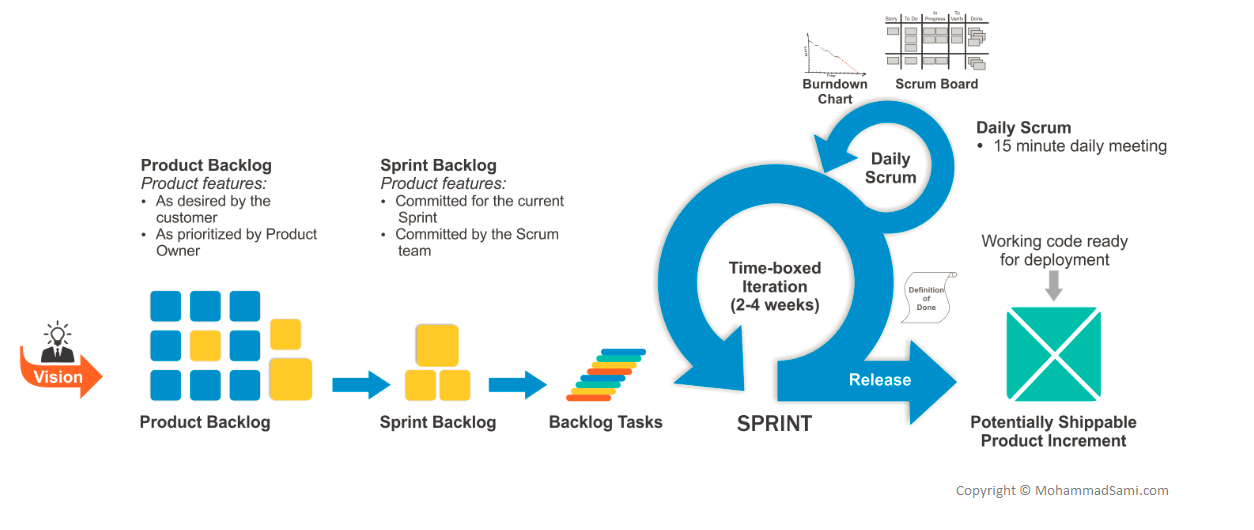 Story To Do In Progress To Verify Done
Burndown
Chart
Scrum Board
Daily Scrum
• 15 minute daily meeting
Daily
Scrum
Product Backlog
Product features:
• As desired by the
customer
• As prioritized by Product
Owner
Sprint Backlog
Product features:
• Committed for the current
Sprint
• Committed by the Scrum
team
Working code ready
for deployment
Time-boxed
Iteration
(2-4 weeks)
Definition
of
Done
Vision
Release
Product Backlog
Sprint Backlog
Backlog Tasks
SPRINT
Potentially Shippable
Product Increment
Copyright © MohammadSami.com